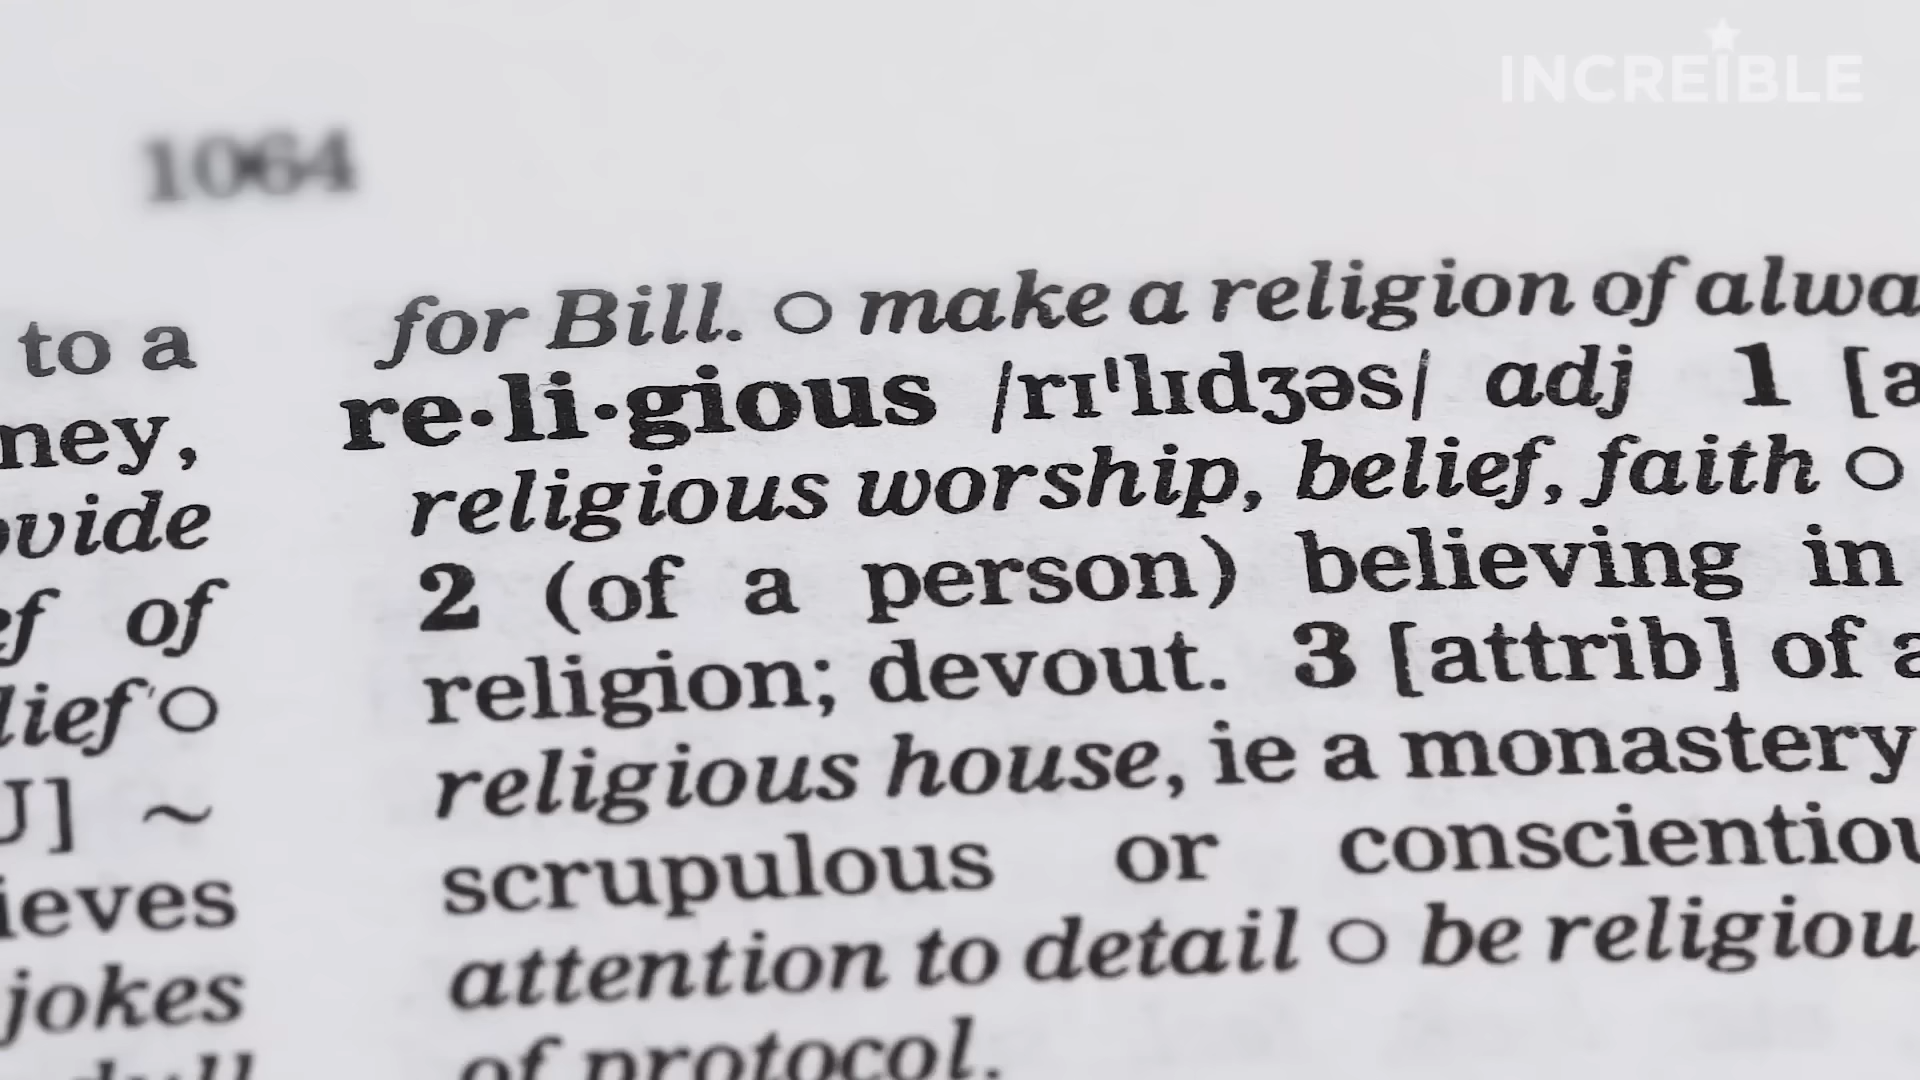 INCREÍBLE
1064
to a
ney,
ovide
ef of
lief ○
U] ~
ieves
jokes
dull
for Bill. ○ make a religion of alwa
re·li·gious /rɪˈlɪdʒəs/ adj 1 [a
religious worship, belief, faith ○
2 (of a person) believing in
religion; devout. 3 [attrib] of a
religious house, ie a monastery
scrupulous or conscientiou
attention to detail ○ be religiou
of protocol.